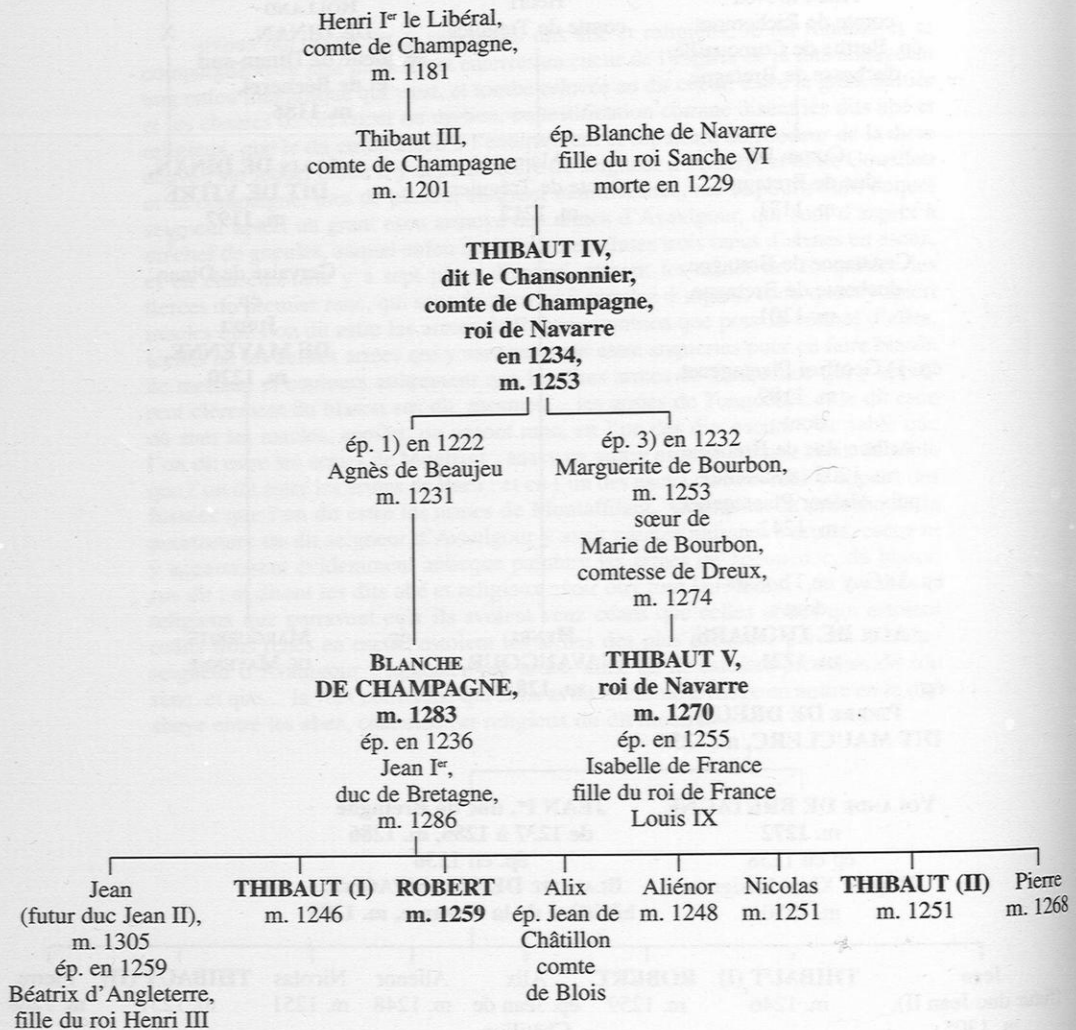 Henri Ier le Libéral,
comte de Champagne,
m. 1181
Thibaut III,
comte de Champagne
m. 1201
ép. Blanche de Navarre
fille du roi Sanche VI
morte en 1229
THIBAUT IV,
dit le Chansonnier,
comte de Champagne,
roi de Navarre
en 1234,
m. 1253
ép. 1) en 1222
Agnès de Beaujeu
m. 1231
ép. 3) en 1232
Marguerite de Bourbon,
m. 1253
sœur de
Marie de Bourbon,
comtesse de Dreux,
m. 1274
BLANCHE
DE CHAMPAGNE,
m. 1283
ép. en 1236
Jean Ier,
duc de Bretagne,
m. 1286
THIBAUT V,
roi de Navarre
m. 1270
ép. en 1255
Isabelle de France
fille du roi de France
Louis IX
Jean
(futur duc Jean II),
m. 1305
ép. en 1259
Béatrix d'Angleterre,
fille du roi Henri III
THIBAUT (I)
m. 1246
ROBERT
m. 1259
Alix
ép. Jean de
Châtillon
comte
de Blois
Aliénor
m. 1248
Nicolas
m. 1251
THIBAUT (II)
m. 1251
Pierre
m. 1268